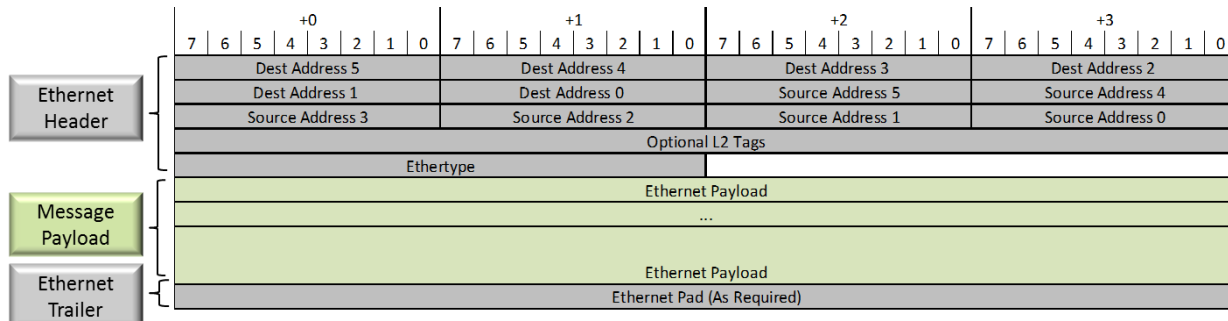 +0 +1 +2 +3
7 6 5 4 3 2 1 0 7 6 5 4 3 2 1 0 7 6 5 4 3 2 1 0 7 6 5 4 3 2 1 0
Ethernet
Header
Dest Address 5 Dest Address 4 Dest Address 3 Dest Address 2
Dest Address 1 Dest Address 0 Source Address 5 Source Address 4
Source Address 3 Source Address 2 Source Address 1 Source Address 0
Optional L2 Tags
Ethertype
Message
Payload
Ethernet Payload
...
Ethernet Payload
Ethernet
Trailer
Ethernet Pad (As Required)